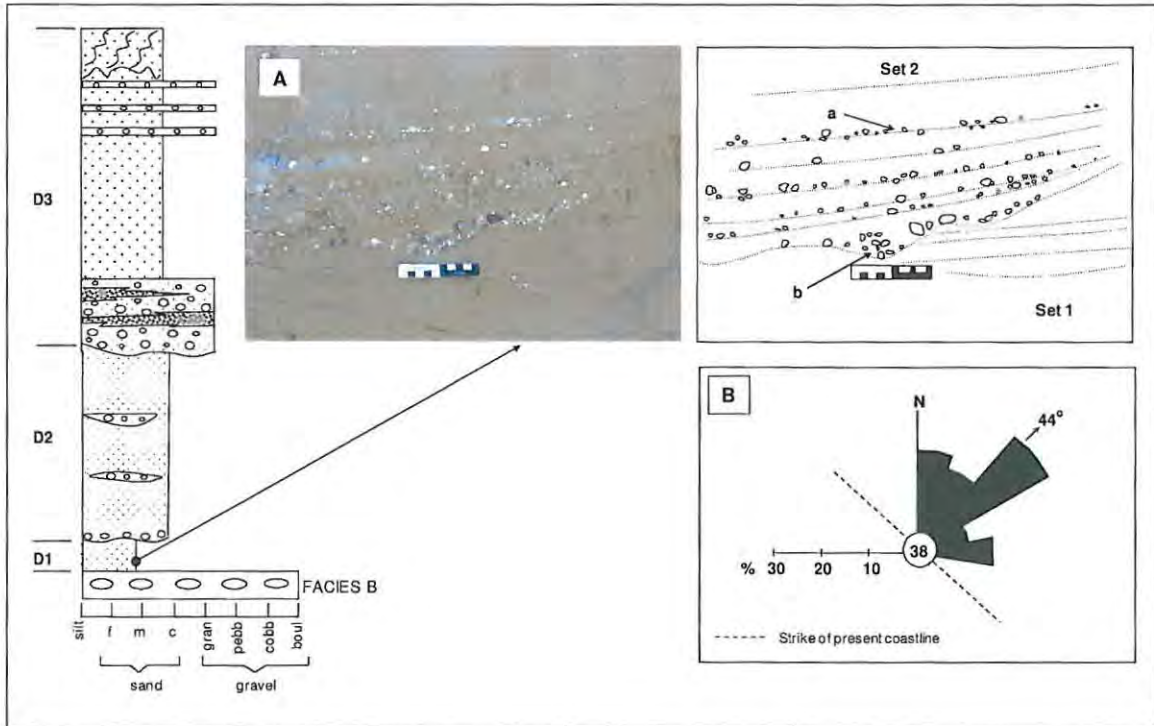 D3
D2
D1
FACIES B
silt
f
m
c
gran
pebb
cobb
boul
sand
gravel
A
Set 2
a
b
Set 1
B
N
44°
38
% 30 20 10
Strike of present coastline